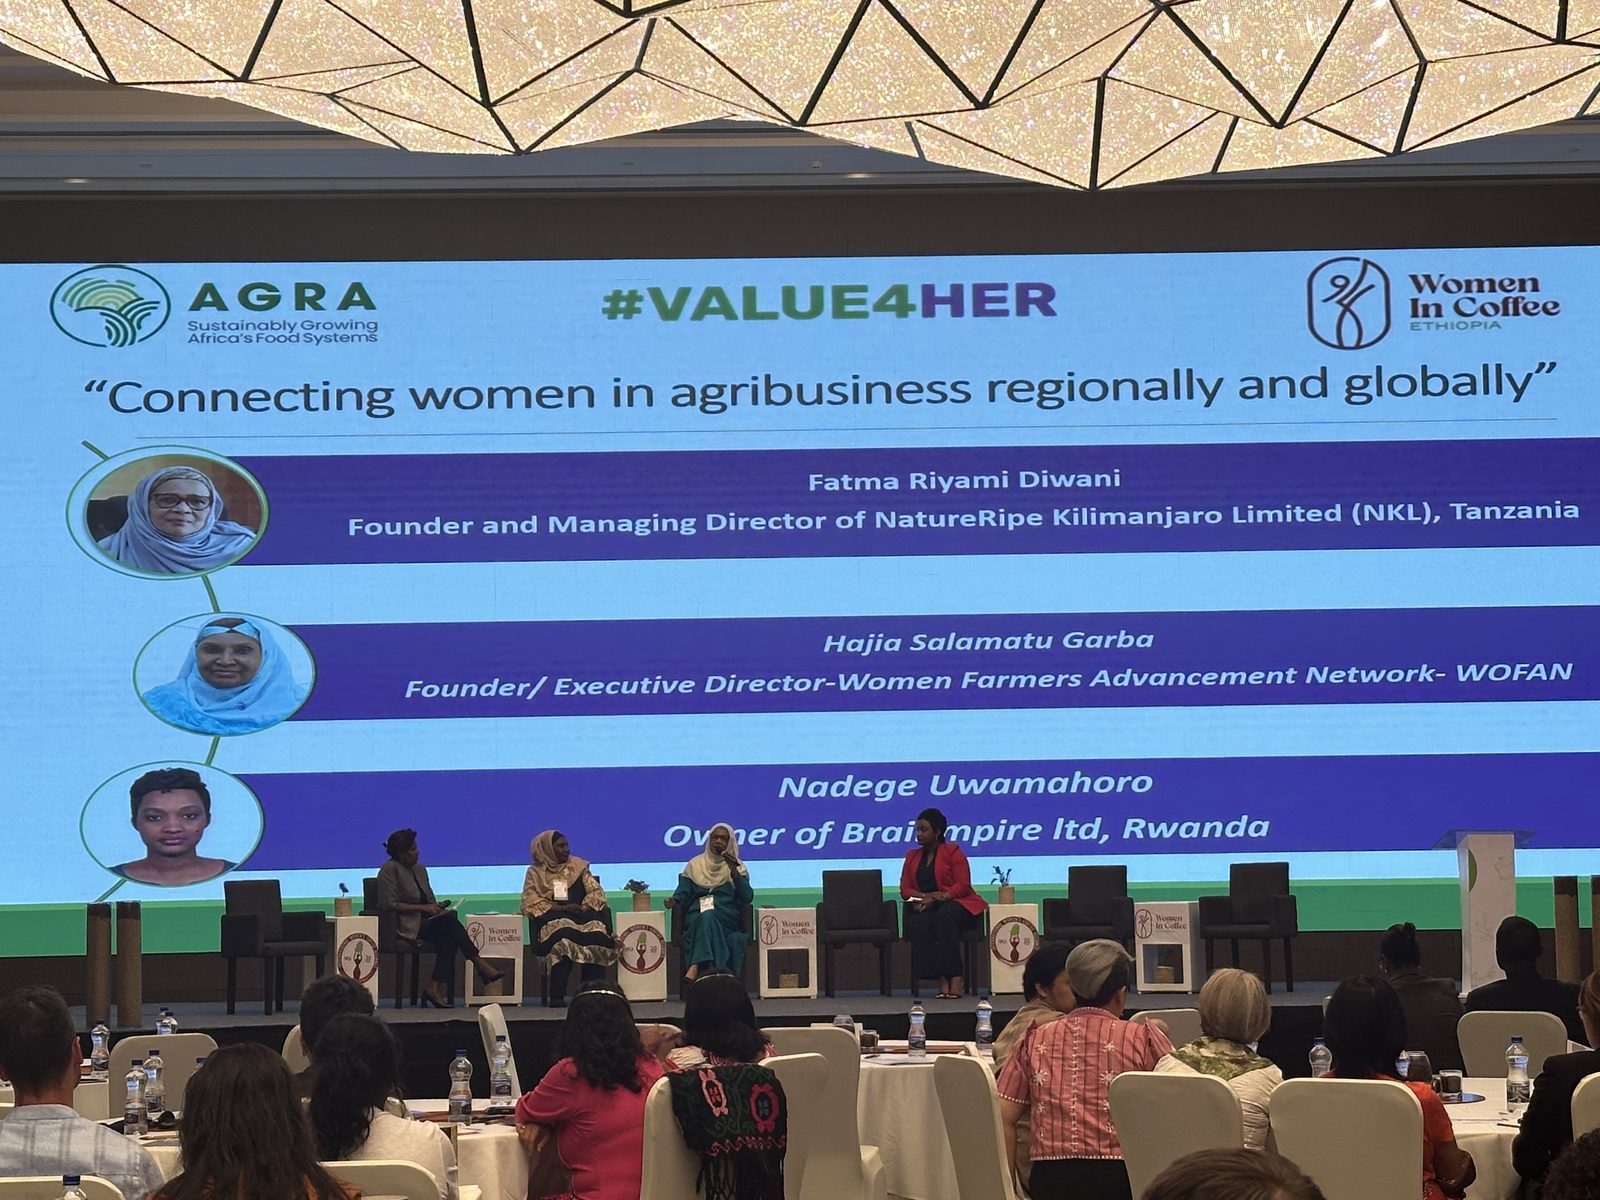 AGRA
Sustainably Growing
Africa's Food Systems
#VALUE4HER
Women
In Coffee
ETHIOPIA
“Connecting women in agribusiness regionally and globally”
Fatma Riyami Diwani
Founder and Managing Director of NatureRipe Kilimanjaro Limited (NKL), Tanzania
Hajia Salamatu Garba
Founder/ Executive Director-Women Farmers Advancement Network- WOFAN
Nadege Uwamahoro
of ltd, Rwanda
Women
In Coffee
Women
In Coffee
Women
In Coffee